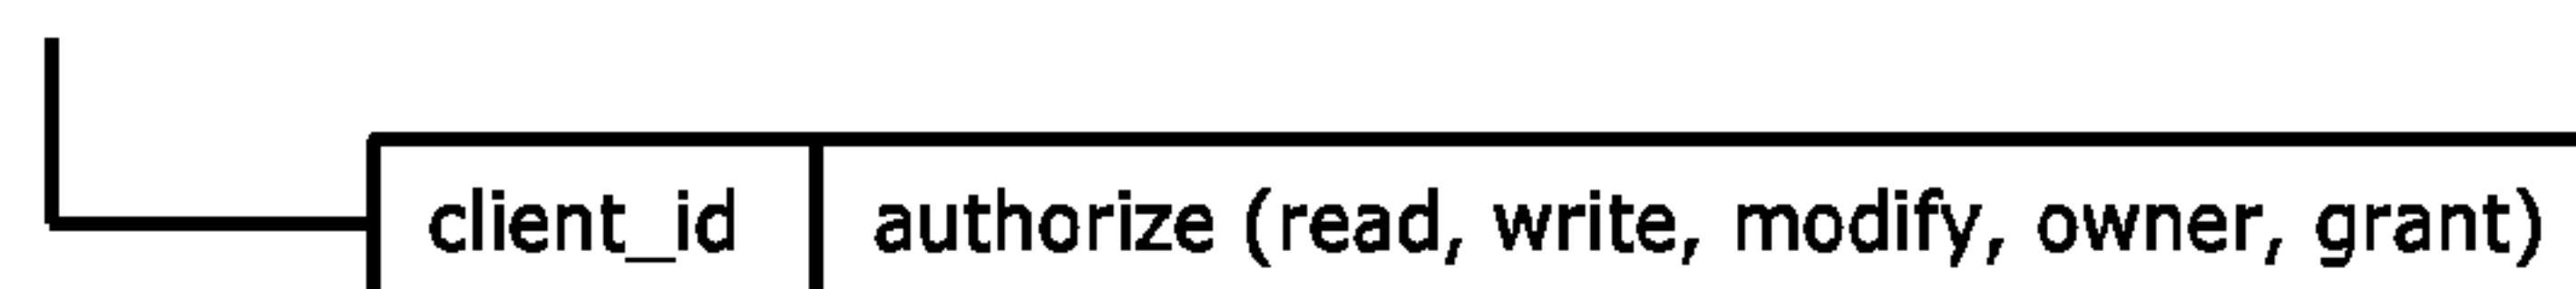 client_id authorize (read, write, modify, owner, grant)